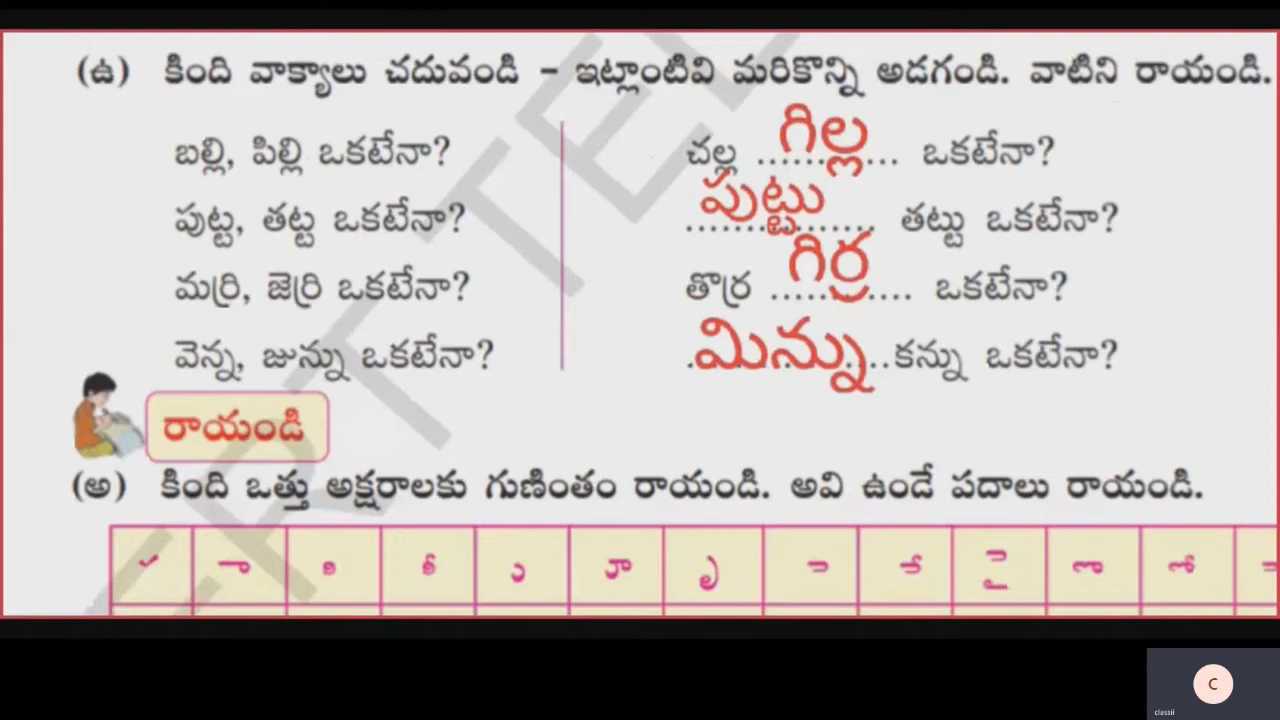 (ఉ) కింది వాక్యాలు చదువండి - ఇట్లాంటివి మరికొన్ని అడగండి. వాటిని రాయండి.
బల్లి, పిల్లి ఒకటేనా?
పుట్ట, తట్ట ఒకటేనా?
మర్రి, జెర్రి ఒకటేనా?
వెన్న, జున్ను ఒకటేనా?
చల్ల గిల్ల ఒకటేనా?
పుట్టు తట్టు ఒకటేనా?
తొర్ర గిర్ర ఒకటేనా?
మిన్ను కన్ను ఒకటేనా?
రాయండి
(అ) కింది ఒత్తు అక్షరాలకు గుణింతం రాయండి. అవి ఉండే పదాలు రాయండి.
C
classii